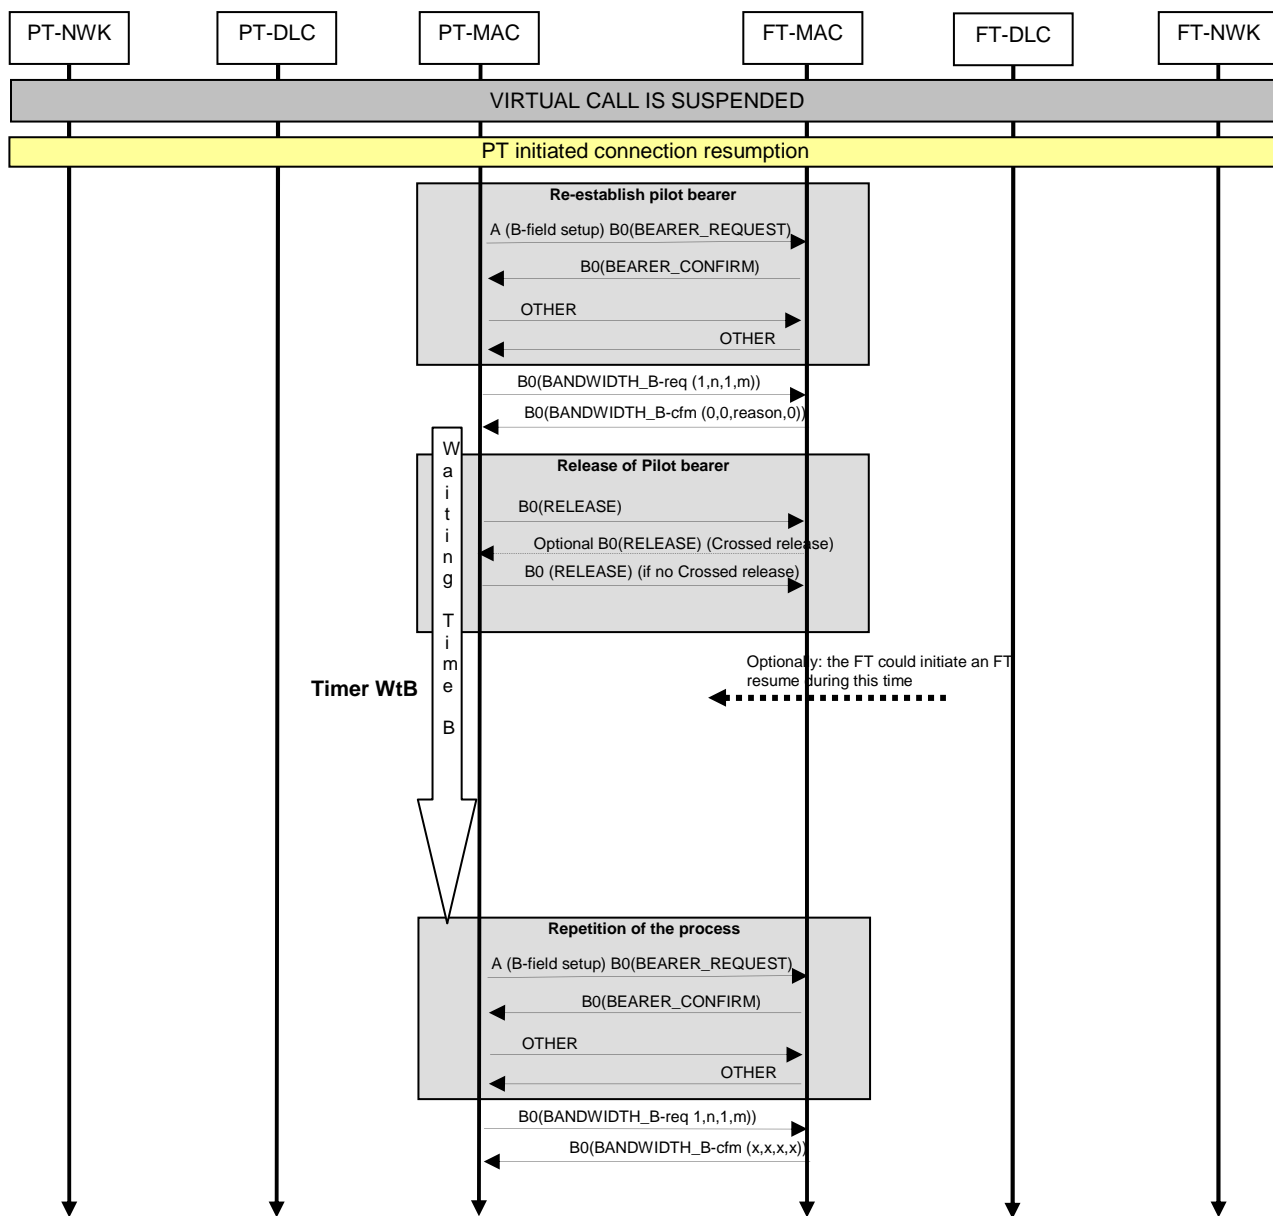 PT-NWK
PT-DLC
PT-MAC
FT-MAC
FT-DLC
FT-NWK
VIRTUAL CALL IS SUSPENDED
PT initiated connection resumption
Re-establish pilot bearer
A (B-field setup) B0(BEARER_REQUEST)
B0(BEARER_CONFIRM)
OTHER
OTHER
B0(BANDWIDTH_B-req (1,n,1,m))
B0(BANDWIDTH_B-cfm (0,0,reason,0))
Waiting Time B
Release of Pilot bearer
B0(RELEASE)
Optional B0(RELEASE) (Crossed release)
B0 (RELEASE) (if no Crossed release)
Optionally: the FT could initiate an FT
resume during this time
Timer WtB
Repetition of the process
A (B-field setup) B0(BEARER_REQUEST)
B0(BEARER_CONFIRM)
OTHER
OTHER
B0(BANDWIDTH_B-req 1,n,1,m))
B0(BANDWIDTH_B-cfm (x,x,x,x))